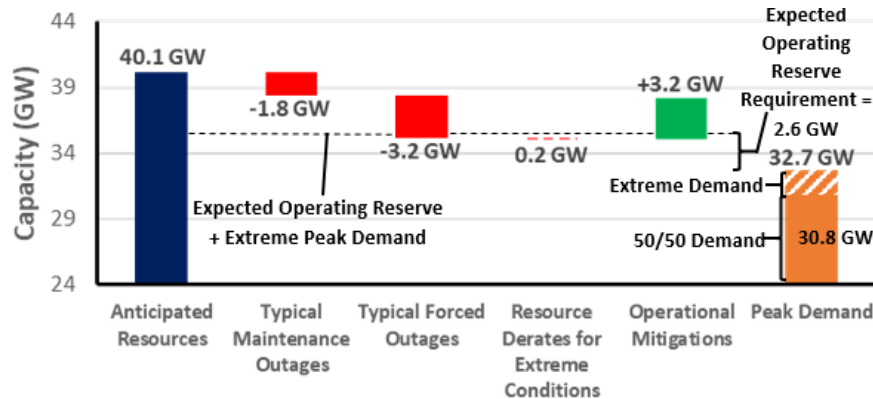 44
39
34
29
24
Capacity (GW)
40.1 GW
-1.8 GW
-3.2 GW
0.2 GW
+3.2 GW
Expected
Operating
Reserve
Requirement =
2.6 GW
32.7 GW
Extreme Demand
50/50 Demand
30.8 GW
Expected Operating Reserve
+ Extreme Peak Demand
Anticipated
Resources
Typical
Maintenance
Outages
Typical Forced
Outages
Resource
Derates for
Extreme
Conditions
Operational
Mitigations
Peak Demand